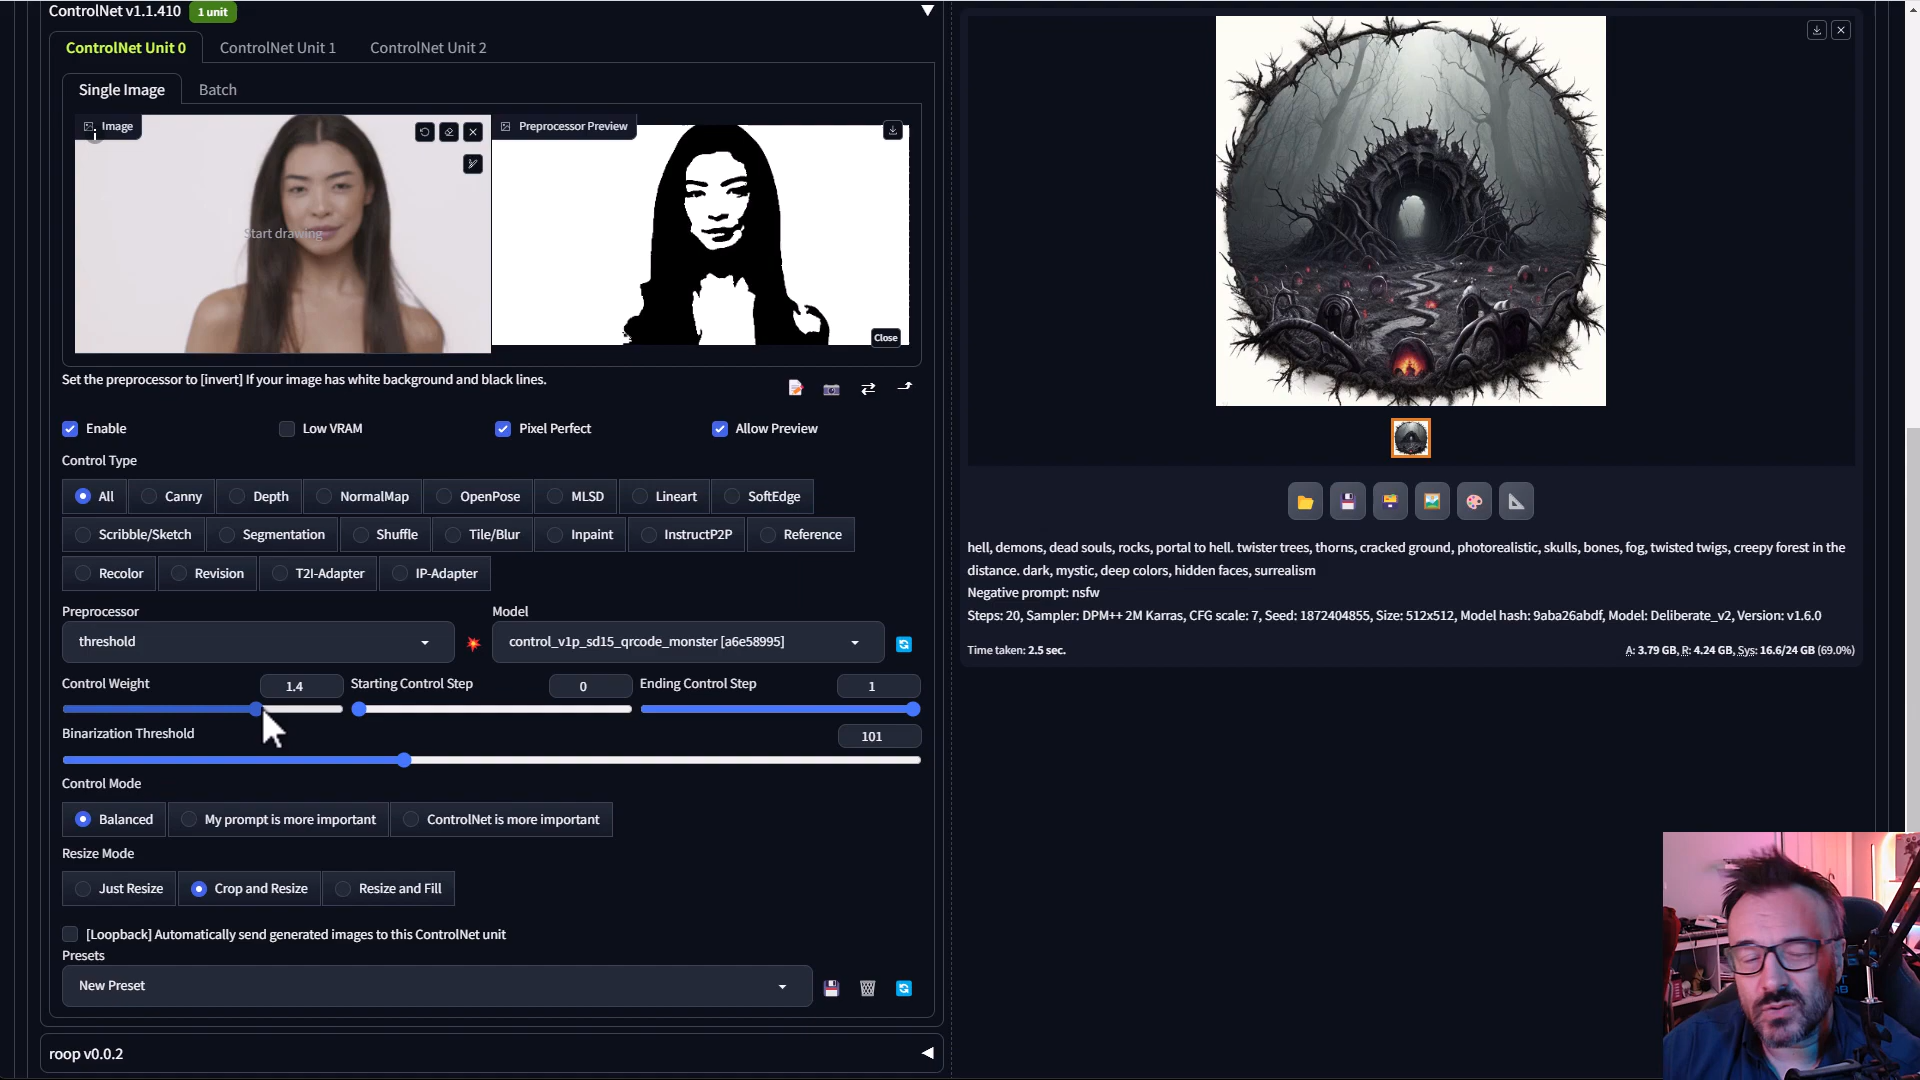 ControlNet v1.1.410 1 unit
ControlNet Unit 0 ControlNet Unit 1 ControlNet Unit 2
Single Image Batch
Image Preprocessor Preview
Start drawing
Close
Set the preprocessor to [invert] If your image has white background and black lines.
Enable Low VRAM Pixel Perfect Allow Preview
Control Type
All Canny Depth NormalMap OpenPose MLSD Lineart SoftEdge
Scribble/Sketch Segmentation Shuffle Tile/Blur Inpaint InstructP2P Reference
Recolor Revision T2I-Adapter IP-Adapter
Preprocessor Model
threshold control_v1p_sd15_qrcode_monster [a6e58995]
Control Weight 1.4 Starting Control Step 0 Ending Control Step 1
Binarization Threshold 101
Control Mode
Balanced My prompt is more important ControlNet is more important
Resize Mode
Just Resize Crop and Resize Resize and Fill
[Loopback] Automatically send generated images to this ControlNet unit
Presets
New Preset
roop v0.0.2
hell, demons, dead souls, rocks, portal to hell. twister trees, thorns, cracked ground, photorealistic, skulls, bones, fog, twisted twigs, creepy forest in the
distance. dark, mystic, deep colors, hidden faces, surrealism
Negative prompt: nsfw
Steps: 20, Sampler: DPM++ 2M Karras, CFG scale: 7, Seed: 1872404855, Size: 512x512, Model hash: 9aba26abdf, Model: Deliberate_v2, Version: v1.6.0
Time taken: 2.5 sec. A: 3.79 GB, R: 4.24 GB, Sys: 16.6/24 GB (69.0%)